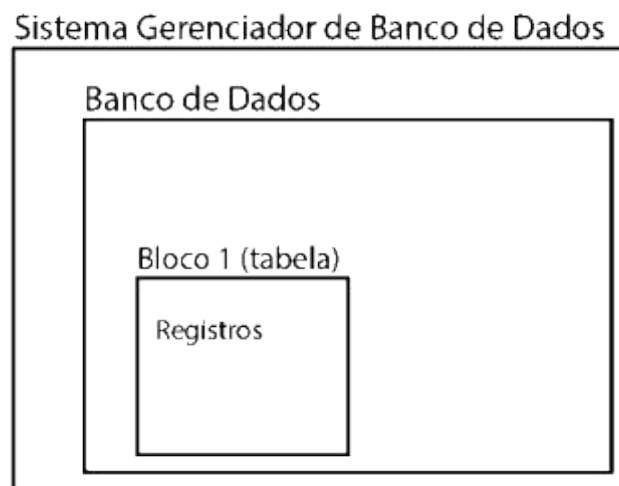 Sistema Gerenciador de Banco de Dados
Banco de Dados
Bloco 1 (tabela)
Registros